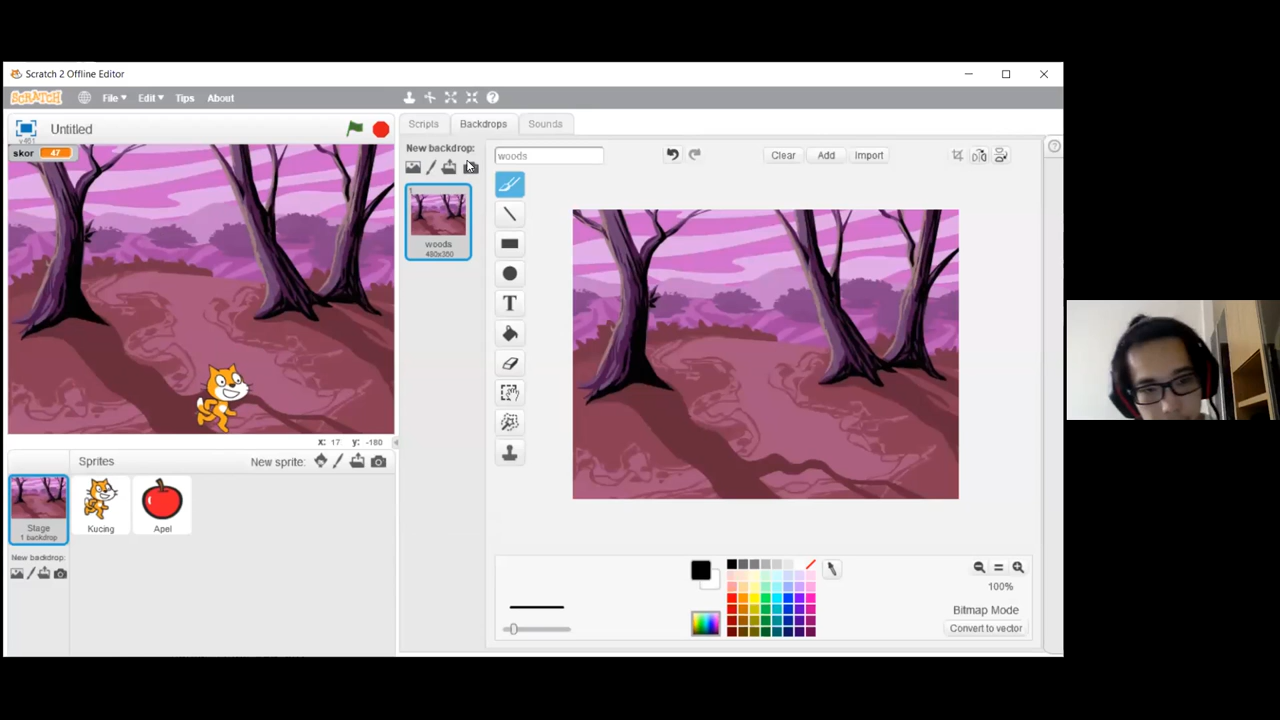 Scratch 2 Offline Editor
SCRATCH File Edit Tips About
Untitled
v461
skor 47
X: 17 y: -180
Sprites New sprite:
Stage
1 backdrop
New backdrop:
Kucing
Apel
Scripts Backdrops Sounds
New backdrop:
1
woods
480x360
woods
Clear Add Import
T
100%
Bitmap Mode
Convert to vector